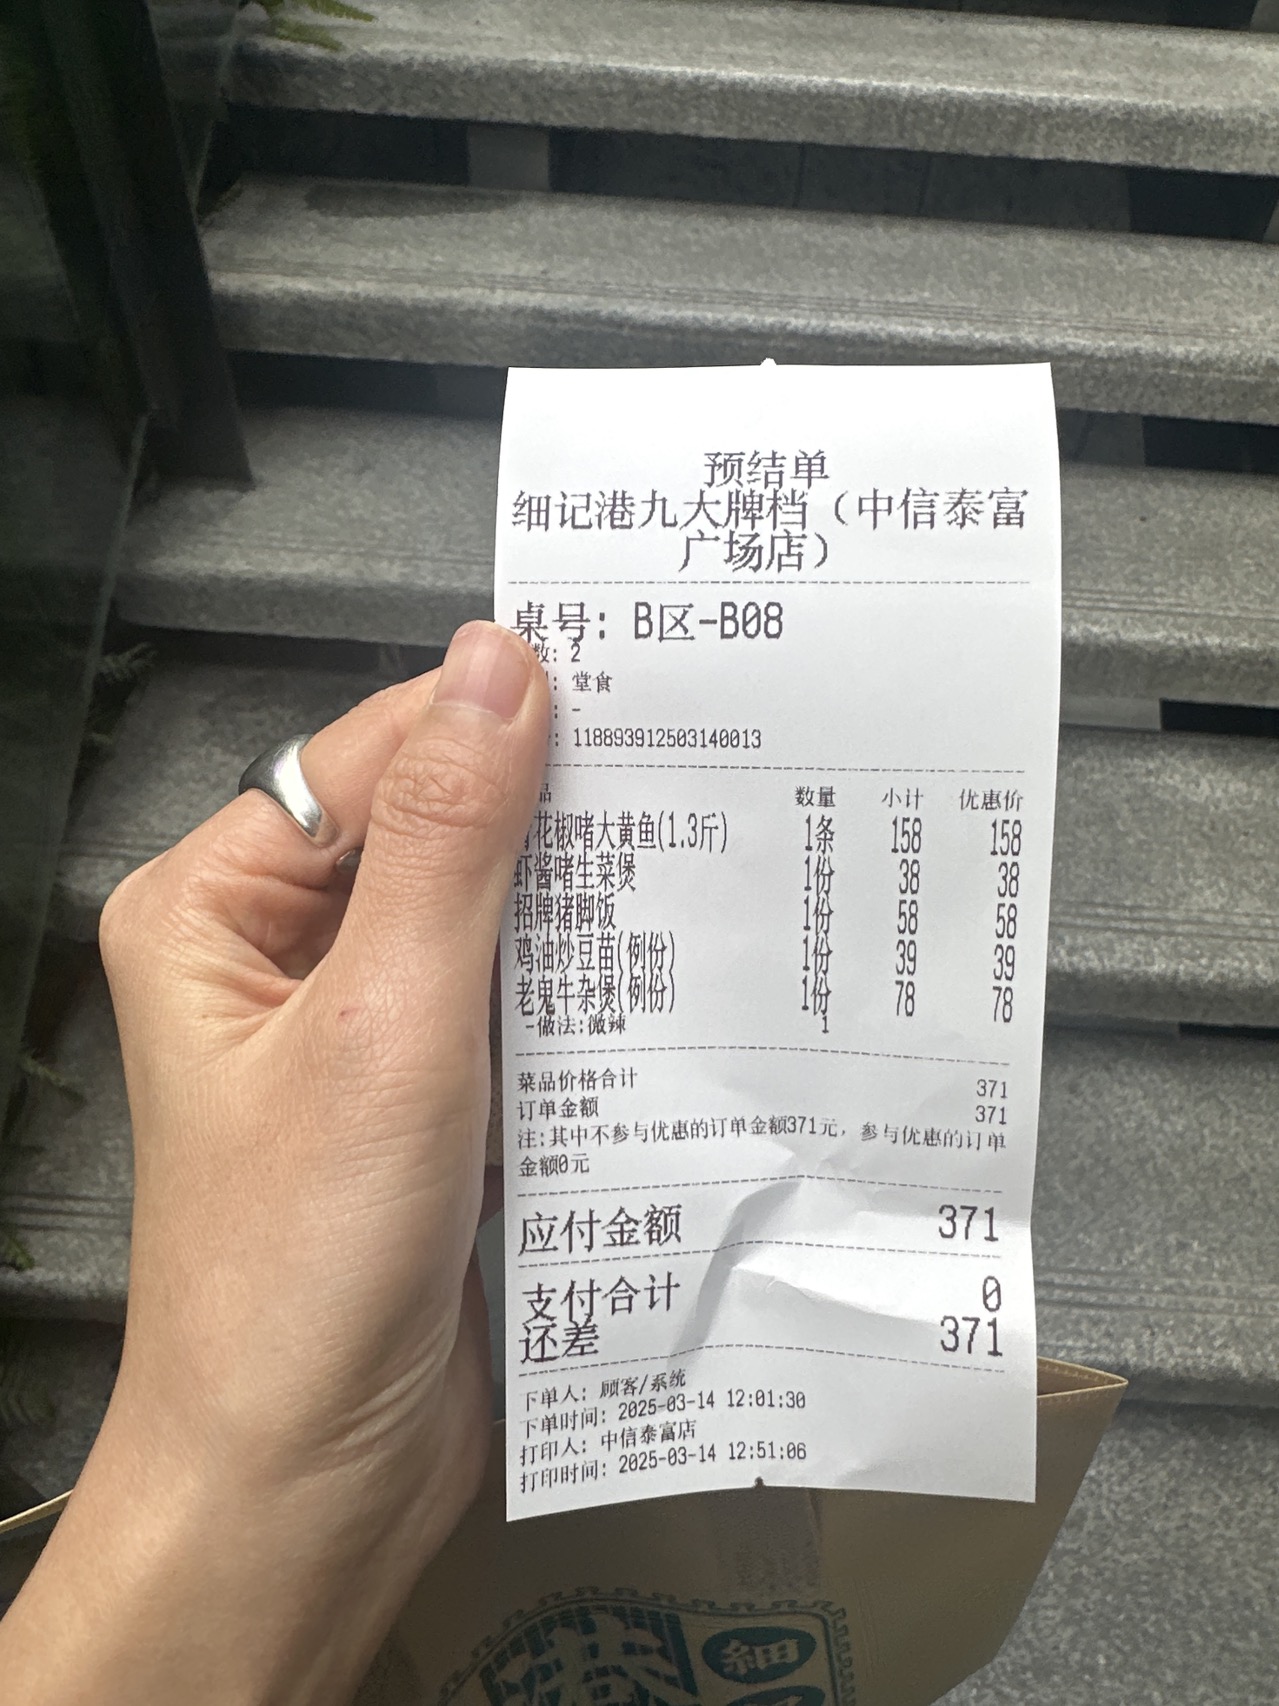 预结单
细记港九大牌档（中信泰富
广场店）
桌号: B区-B08
数: 2
: 堂食
: -
: 118893912503140013
品 数量 小计 优惠价
花椒啫大黄鱼(1.3斤) 1条 158 158
虾酱啫生菜煲 1份 38 38
招牌猪脚饭 1份 58 58
鸡油炒豆苗(例份) 1份 39 39
老鬼牛杂煲(例份) 1份 78 78
-做法:微辣 1
菜品价格合计 371
订单金额 371
注:其中不参与优惠的订单金额371元, 参与优惠的订单
金额0元
应付金额 371
支付合计 0
还差 371
下单人: 顾客/系统
下单时间: 2025-03-14 12:01:30
打印人: 中信泰富店
打印时间: 2025-03-14 12:51:06
港
細